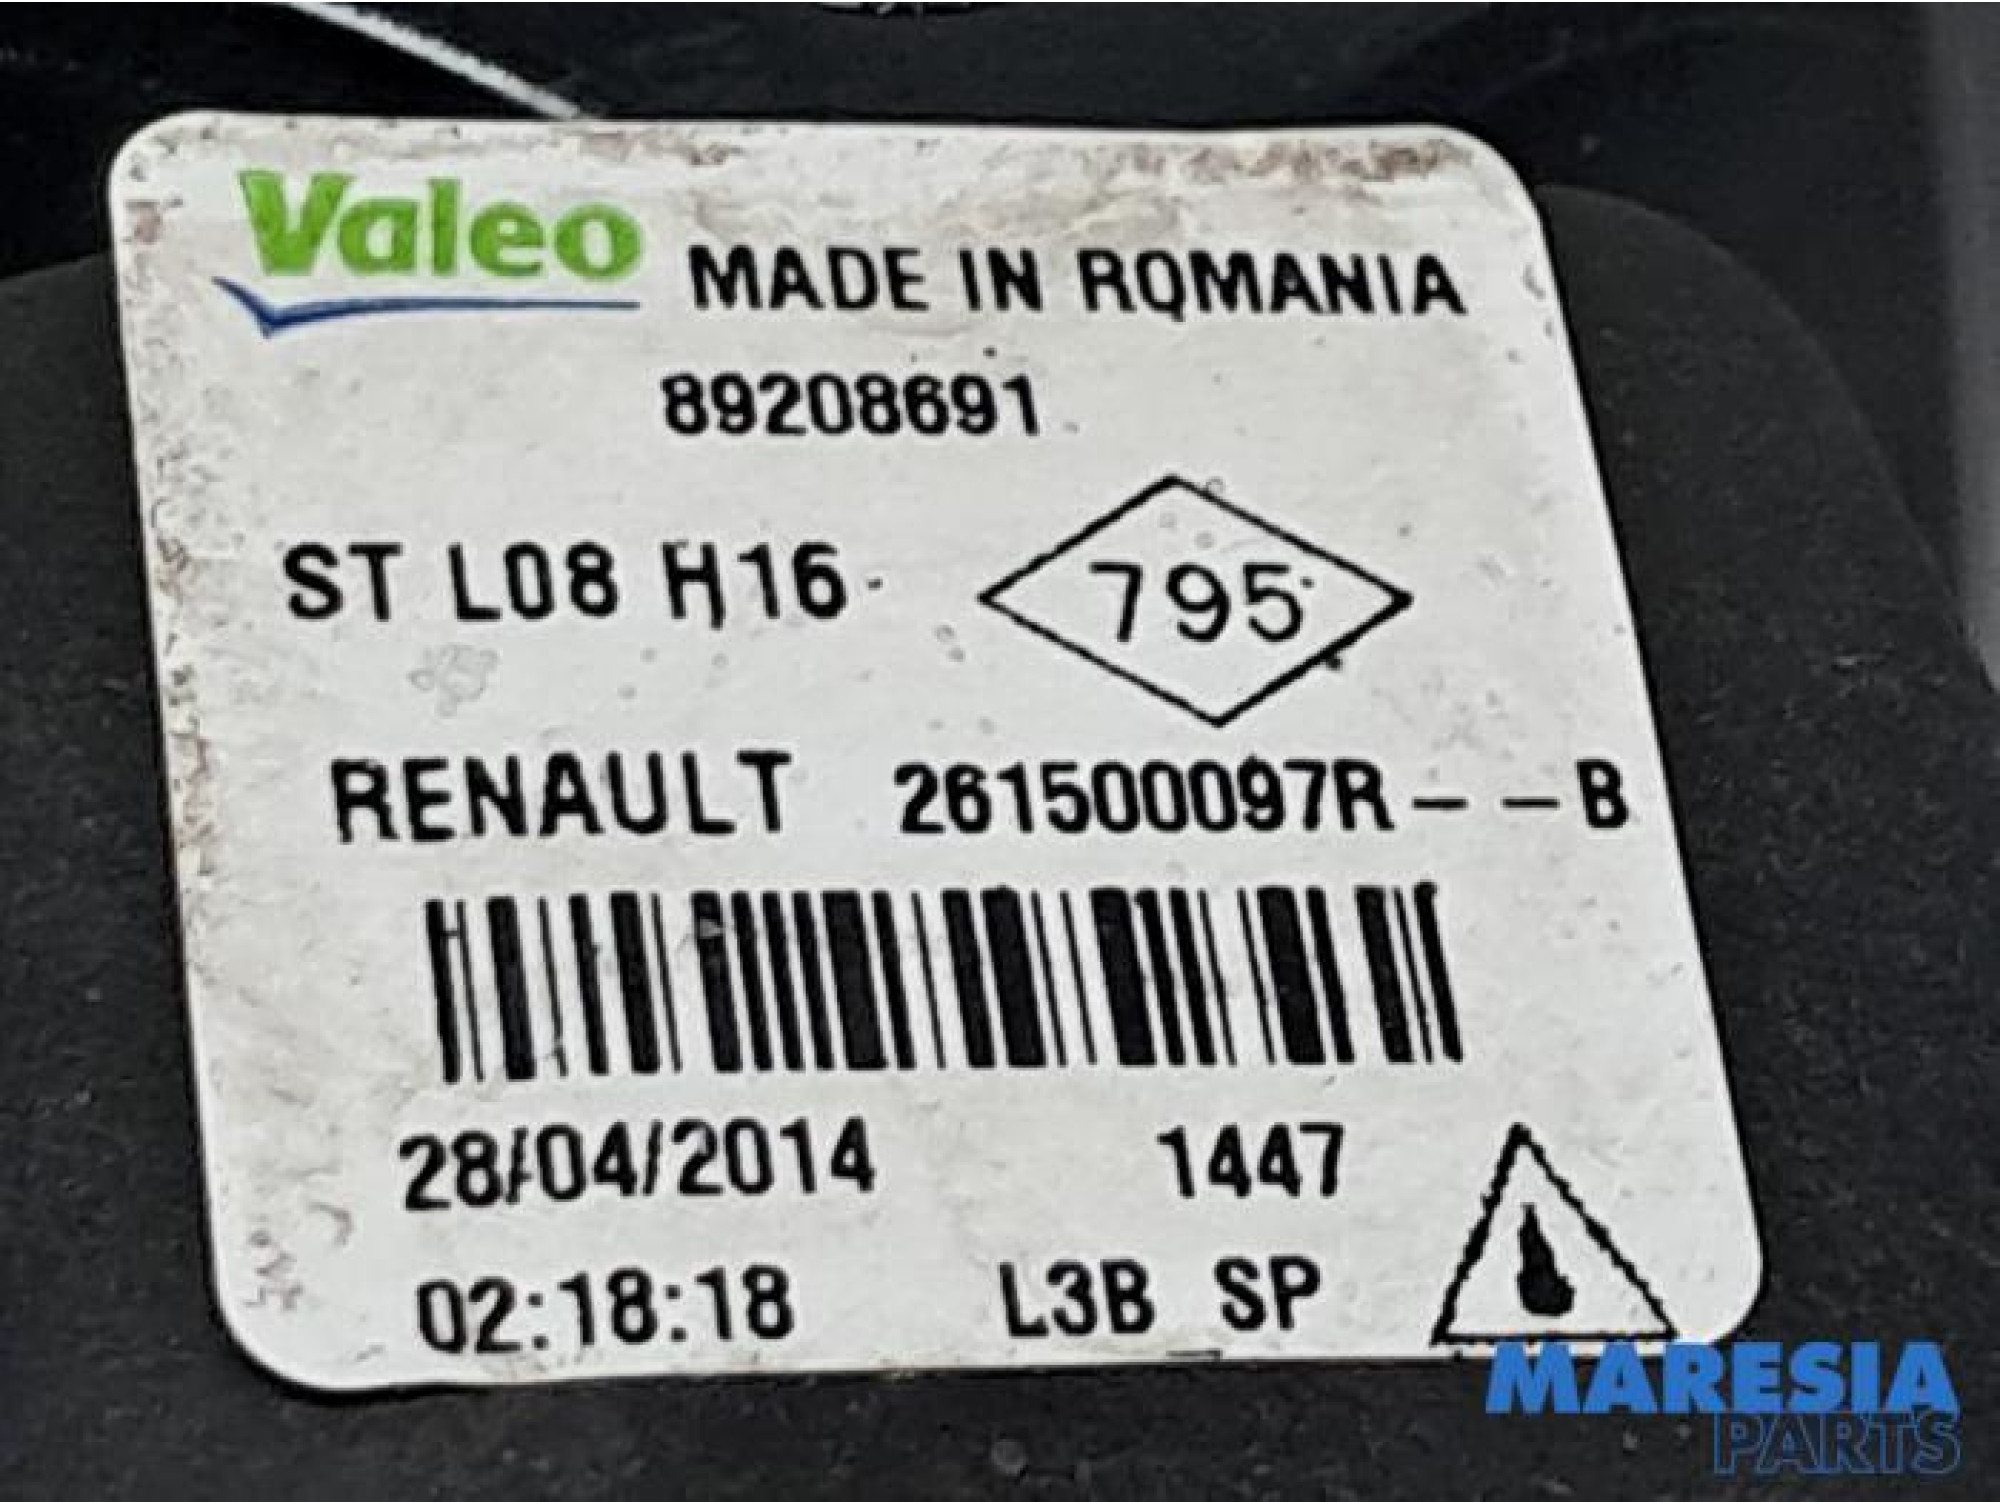 Valeo MADE IN ROMANIA
89208691
ST L08 H16 795
RENAULT 261500097R--B
28/04/2014 1447
02:18:18 L3B SP
MARESIA
PARTS